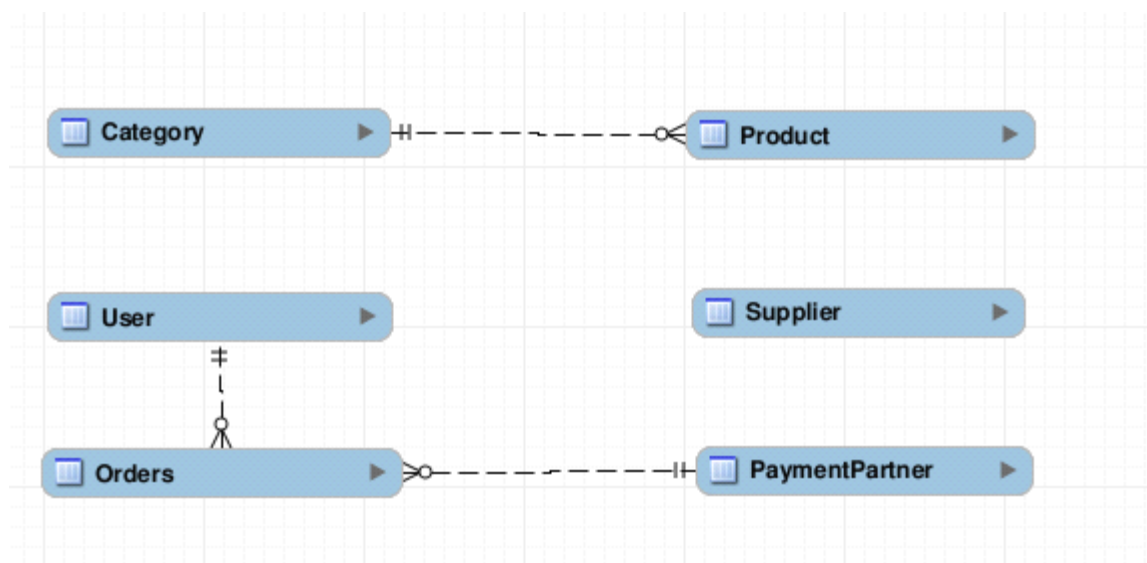 Category
Product
User
Supplier
Orders
PaymentPartner